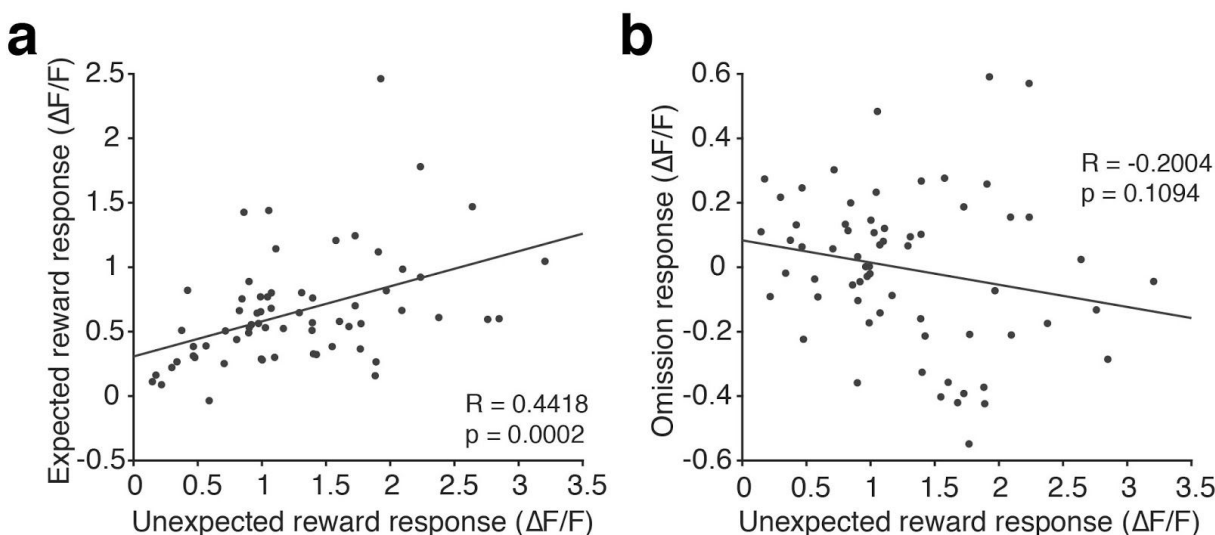 a
Expected reward response (ΔF/F)
2.5
2
1.5
1
0.5
0
-0.5
R = 0.4418
p = 0.0002
0 0.5 1 1.5 2 2.5 3 3.5
Unexpected reward response (ΔF/F)
b
Omission response (ΔF/F)
0.6
0.4
0.2
0
-0.2
-0.4
-0.6
R = -0.2004
p = 0.1094
0 0.5 1 1.5 2 2.5 3 3.5
Unexpected reward response (ΔF/F)